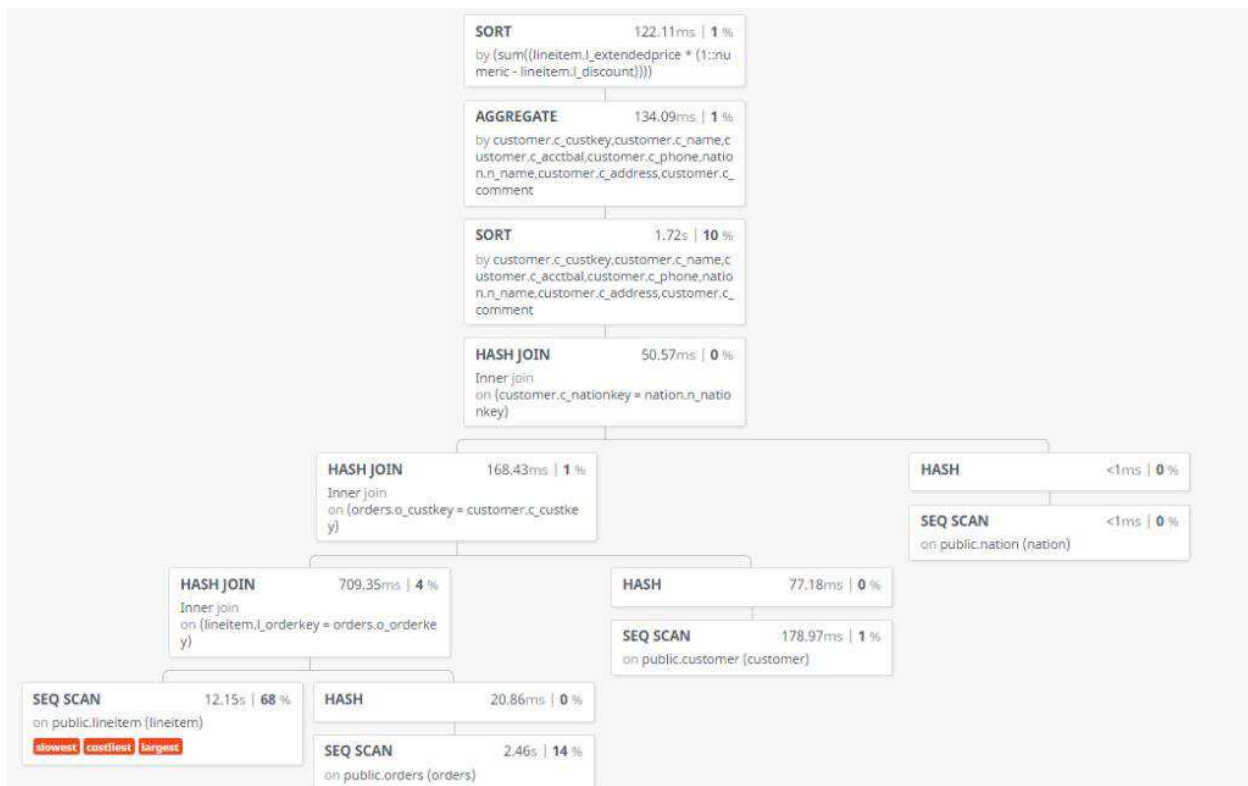 SORT 122.11ms | 1 %
by (sum((lineitem.l_extendedprice * (1::nu
meric - lineitem.l_discount))))
AGGREGATE 134.09ms | 1 %
by customer.c_custkey,customer.c_name,c
ustomer.c_acctbal,customer.c_phone,natio
n.n_name,customer.c_address,customer.c_
comment
SORT 1.72s | 10 %
by customer.c_custkey,customer.c_name,c
ustomer.c_acctbal,customer.c_phone,natio
n.n_name,customer.c_address,customer.c_
comment
HASH JOIN 50.57ms | 0 %
Inner join
on (customer.c_nationkey = nation.n_natio
nkey)
HASH JOIN 168.43ms | 1 %
Inner join
on (orders.o_custkey = customer.c_custke
y)
HASH <1ms | 0 %
SEQ SCAN <1ms | 0 %
on public.nation (nation)
HASH JOIN 709.35ms | 4 %
Inner join
on (lineitem.l_orderkey = orders.o_orderke
y)
HASH 77.18ms | 0 %
SEQ SCAN 178.97ms | 1 %
on public.customer (customer)
SEQ SCAN 12.15s | 68 %
on public.lineitem (lineitem)
slowest costliest largest
HASH 20.86ms | 0 %
SEQ SCAN 2.46s | 14 %
on public.orders (orders)